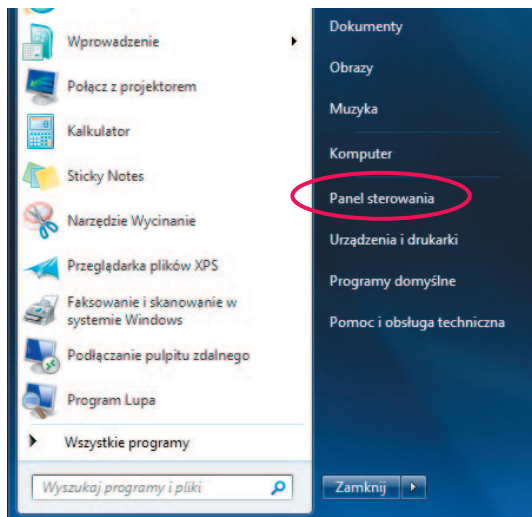 Wprowadzenie
Połącz z projektorem
Kalkulator
Sticky Notes
Narzędzie Wycinanie
Przeglądarka plików XPS
Faksowanie i skanowanie w
systemie Windows
Podłączanie pulpitu zdalnego
Program Lupa
Wszystkie programy
Wyszukaj programy i pliki
Dokumenty
Obrazy
Muzyka
Komputer
Panel sterowania
Urządzenia i drukarki
Programy domyślne
Pomoc i obsługa techniczna
Zamknij